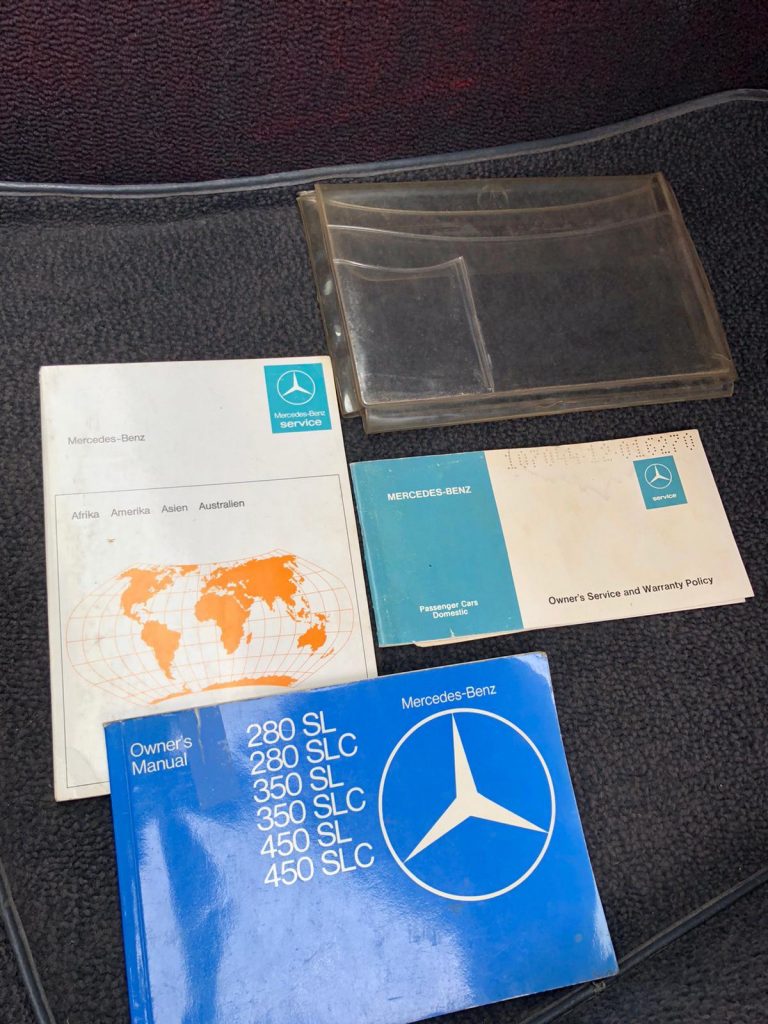 Mercedes-Benz
service
Mercedes-Benz
Afrika Amerika Asien Australien
MERCEDES-BENZ
service
Passenger Cars
Domestic
Owner's Service and Warranty Policy
Mercedes-Benz
Owner's
Manual
280 SL
280 SLC
350 SL
350 SLC
450 SL
450 SLC